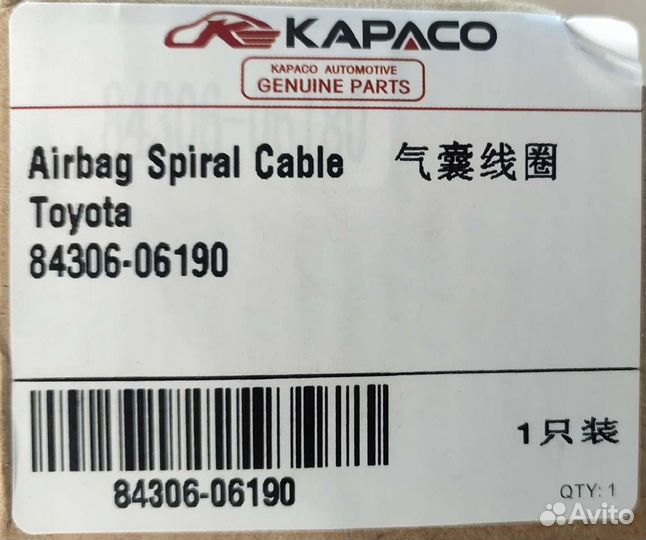 KAPACO
KAPACO AUTOMOTIVE
GENUINE PARTS
Airbag Spiral Cable 气囊线圈
Toyota
84306-06190
1只装
84306-06190
QTY: 1
Avito